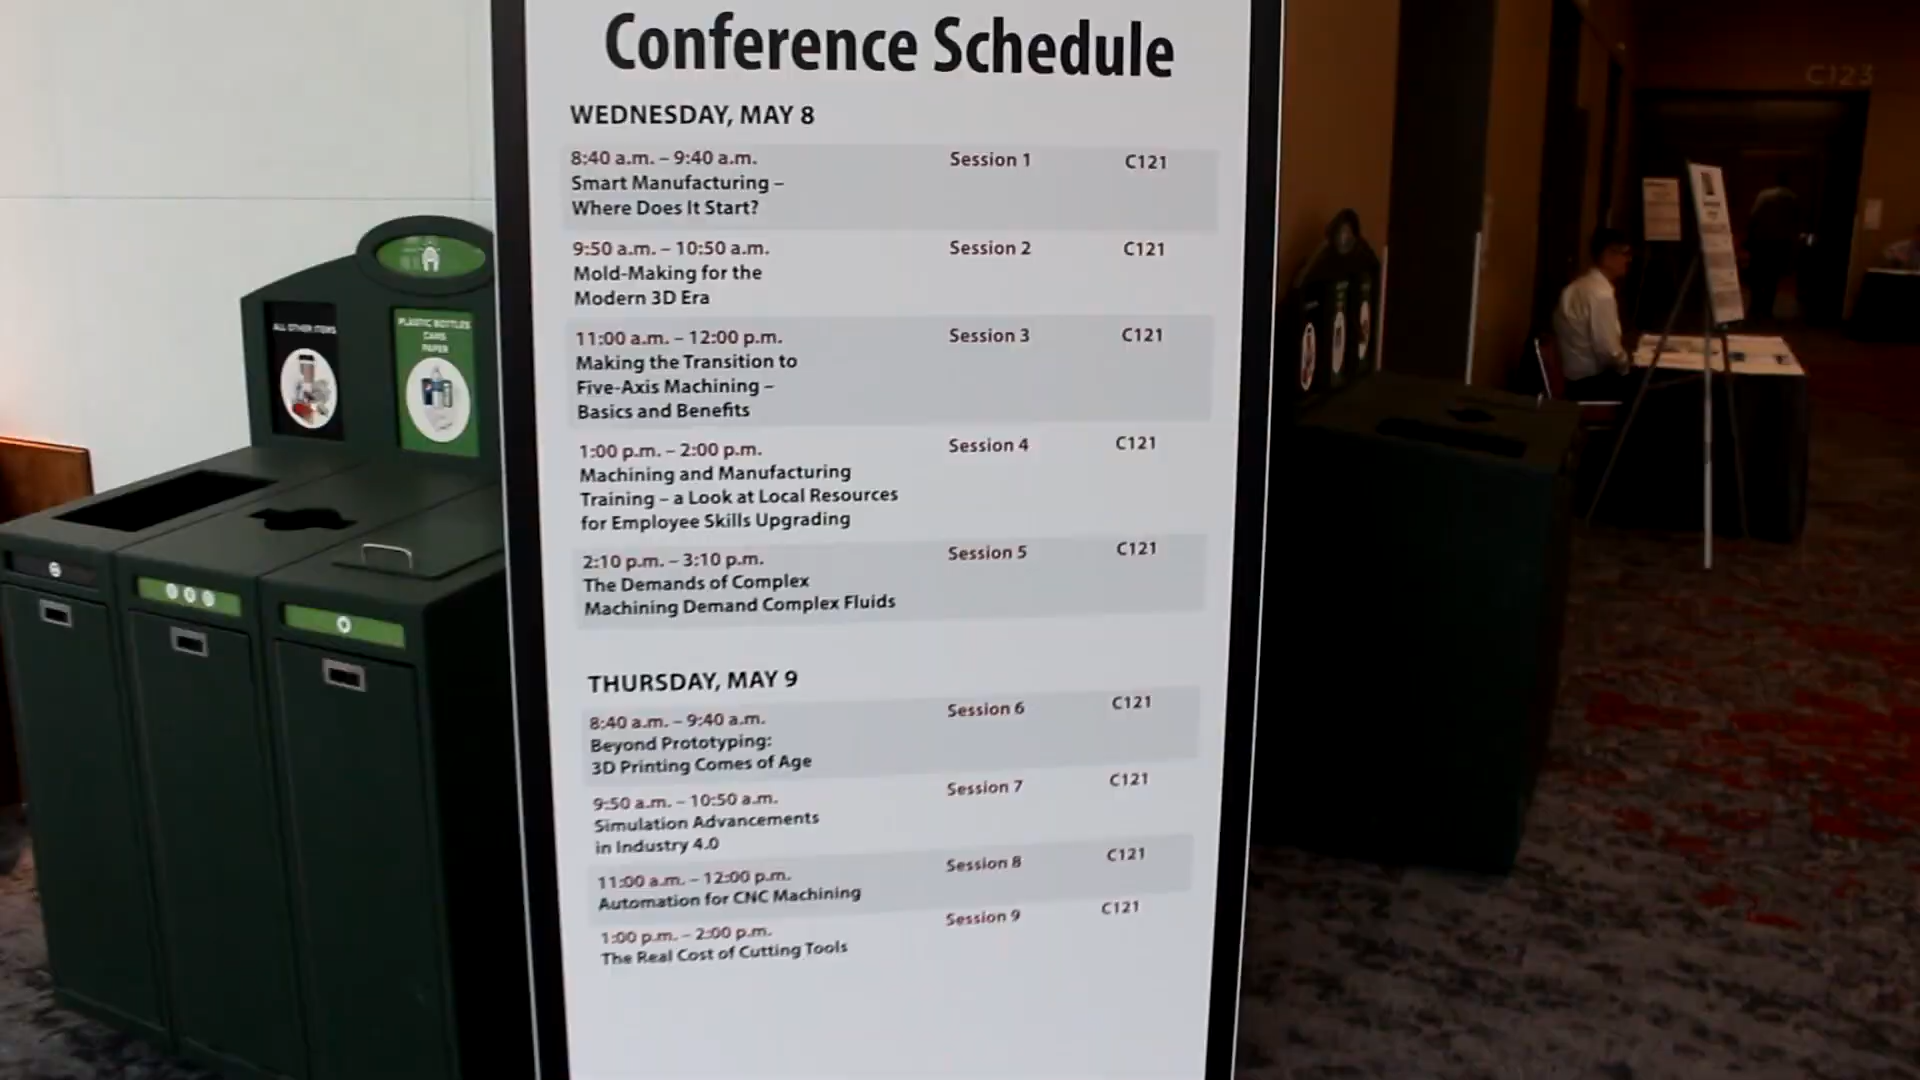 Conference Schedule
WEDNESDAY, MAY 8
8:40 a.m. – 9:40 a.m. Session 1 C121
Smart Manufacturing –
Where Does It Start?
9:50 a.m. – 10:50 a.m. Session 2 C121
Mold-Making for the
Modern 3D Era
11:00 a.m. – 12:00 p.m. Session 3 C121
Making the Transition to
Five-Axis Machining –
Basics and Benefits
1:00 p.m. – 2:00 p.m. Session 4 C121
Machining and Manufacturing
Training – a Look at Local Resources
for Employee Skills Upgrading
2:10 p.m. – 3:10 p.m. Session 5 C121
The Demands of Complex
Machining Demand Complex Fluids
THURSDAY, MAY 9
8:40 a.m. – 9:40 a.m. Session 6 C121
Beyond Prototyping:
3D Printing Comes of Age
9:50 a.m. – 10:50 a.m. Session 7 C121
Simulation Advancements
in Industry 4.0
11:00 a.m. – 12:00 p.m. Session 8 C121
Automation for CNC Machining
1:00 p.m. – 2:00 p.m. Session 9 C121
The Real Cost of Cutting Tools
ALL OTHER ITEMS
PLASTIC BOTTLES
CANS
PAPER
C123